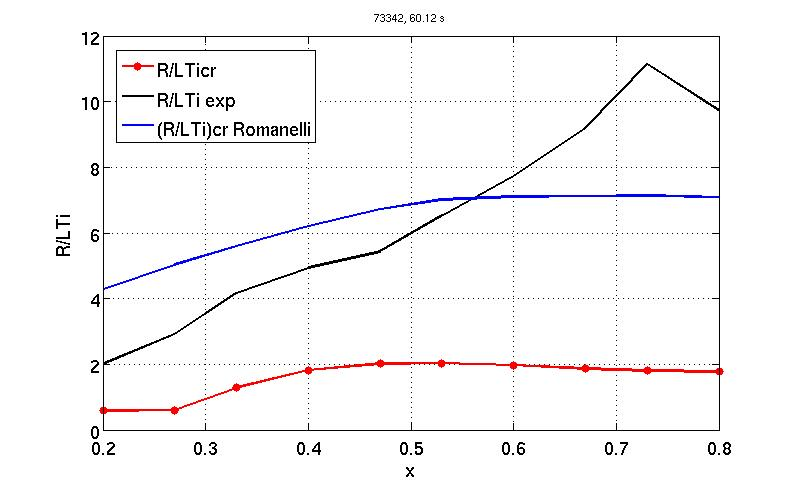 73342, 60.12 s
12
10
8
6
4
2
0
R/LTi
R/LTicr
R/LTi exp
(R/LTi)cr Romanelli
0.2 0.3 0.4 0.5 0.6 0.7 0.8
x